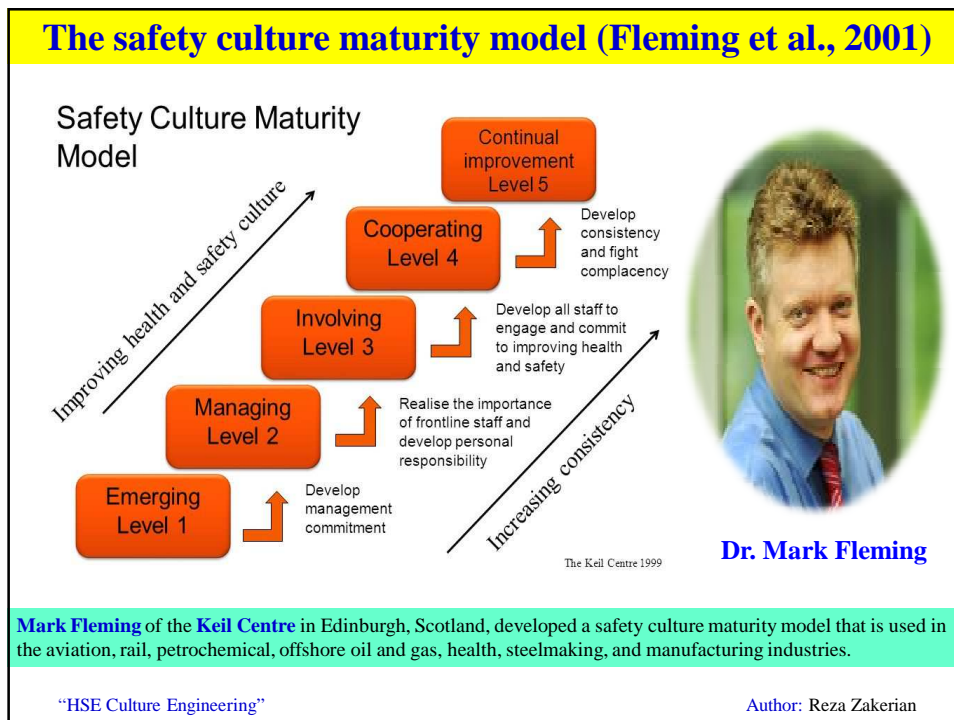 The safety culture maturity model (Fleming et al., 2001)
Safety Culture Maturity
Model
Improving health and safety culture
Continual
improvement
Level 5
Cooperating
Level 4
Develop
consistency
and fight
complacency
Involving
Level 3
Develop all staff to
engage and commit
to improving health
and safety
Managing
Level 2
Realise the importance
of frontline staff and
develop personal
responsibility
Emerging
Level 1
Develop
management
commitment
Increasing consistency
The Keil Centre 1999
Dr. Mark Fleming
Mark Fleming of the Keil Centre in Edinburgh, Scotland, developed a safety culture maturity model that is used in
the aviation, rail, petrochemical, offshore oil and gas, health, steelmaking, and manufacturing industries.
“HSE Culture Engineering”
Author: Reza Zakerian